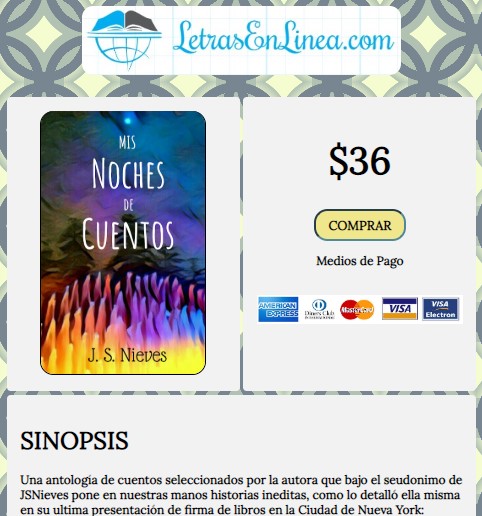 LetrasEnLinea.com
MIS
NOCHES
DE
CUENTOS
J. S. Nieves
$36
COMPRAR
Medios de Pago
AMERICAN
EXPRESS
Diners Club
INTERNATIONAL
MasterCard
VISA
VISA
Electron
SINOPSIS
Una antologia de cuentos seleccionados por la autora que bajo el seudonimo de
JSNieves pone en nuestras manos historias ineditas, como lo detalló ella misma
en su ultima presentación de firma de libros en la Ciudad de Nueva York: